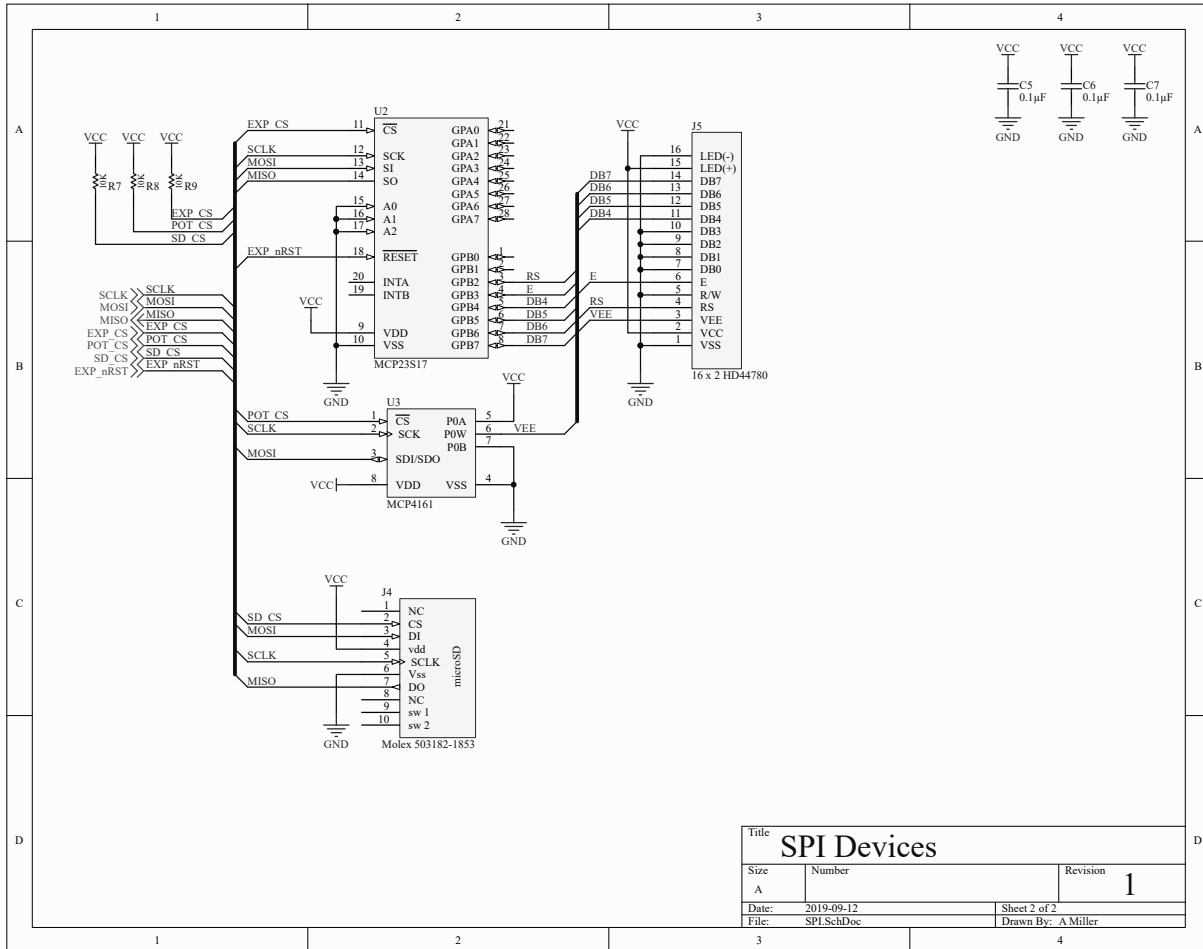 1 2 3 4
A A
B B
C C
D D
1 2 3 4
VCC VCC VCC
C5 C6 C7
0.1µF 0.1µF 0.1µF
GND GND GND
VCC VCC VCC
10K R7 10K R8 10K R9
EXP_CS
POT_CS
SD_CS
SCLK SCLK
MOSI MOSI
MISO MISO
EXP_CS EXP_CS
POT_CS POT_CS
SD_CS SD_CS
EXP_nRST EXP_nRST
U2
EXP_CS 11 CS GPA0 21
GPA1 22
SCLK 12 SCK GPA2 23
MOSI 13 SI GPA3 24
MISO 14 SO GPA4 25
GPA5 26
15 A0 GPA6 27
16 A1 GPA7 28
17 A2
EXP_nRST 18 RESET GPB0 1
GPB1 2
20 INTA GPB2 3 RS
19 INTB GPB3 4 E
GPB4 5 DB4
GPB5 6 DB5
VCC 9 VDD GPB6 7 DB6
10 VSS GPB7 8 DB7
MCP23S17
GND
VCC
J5
16 LED(-)
15 LED(+)
DB7 14 DB7
DB6 13 DB6
DB5 12 DB5
DB4 11 DB4
10 DB3
9 DB2
8 DB1
7 DB0
E 6 E
5 R/W
RS 4 RS
VEE 3 VEE
2 VCC
1 VSS
16 x 2 HD44780
GND
VCC
U3
POT_CS 1 CS P0A 5
SCLK 2 SCK P0W 6 VEE
P0B 7
MOSI 3 SDI/SDO
VCC 8 VDD VSS 4
MCP4161
GND
VCC
J4
1 NC
SD_CS 2 CS
MOSI 3 DI
4 vdd
SCLK 5 SCLK
6 Vss
MISO 7 DO
8 NC
9 sw 1
10 sw 2
microSD
GND
Molex 503182-1853
Title SPI Devices
Size Number Revision
A 1
Date: 2019-09-12 Sheet 2 of 2
File: SPI.SchDoc Drawn By: A Miller